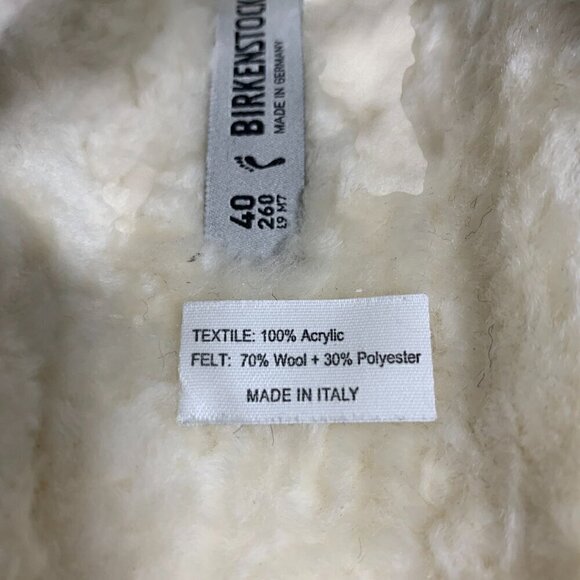 BIRKENSTOCK
MADE IN GERMANY
40
260
L9 M7
TEXTILE: 100% Acrylic
FELT: 70% Wool + 30% Polyester
MADE IN ITALY